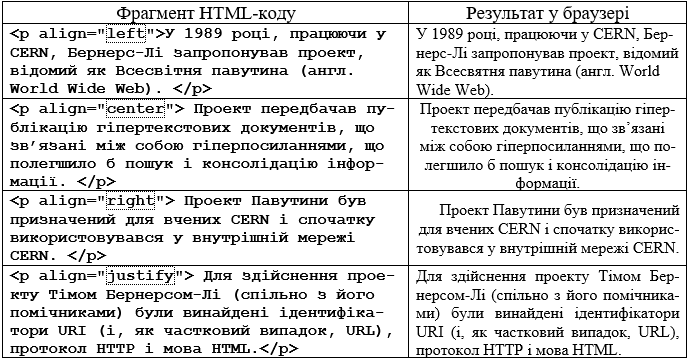 Фрагмент HTML-коду
Результат у браузері
<p align="left">У 1989 році, працюючи у
CERN, Бернерс-Лі запропонував проект,
відомий як Всесвітня павутина (англ.
World Wide Web). </p>
У 1989 році, працюючи у CERN, Бер-
нерс-Лі запропонував проект, відомий
як Всесвятня павутина (англ. World
Wide Web).
<p align="center"> Проект передбачав пу-
блікацію гіпертекстових документів, що
зв’язані між собою гіперпосиланнями, що
полегшило б пошук і консолідацію інфор-
мації. </p>
Проект передбачав публікацію гіпер-
текстових документів, що зв’язані
між собою гіперпосиланнями, що по-
легшило б пошук і консолідацію ін-
формації.
<p align="right"> Проект Павутини був
призначений для вчених CERN і спочатку
використовувався у внутрішній мережі
CERN. </p>
Проект Павутини був призначений
для вчених CERN і спочатку викорис-
товувався у внутрішній мережі CERN.
<p align="justify"> Для здійснення прое-
кту Тімом Бернерсом-Лі (спільно з його
помічниками) були винайдені ідентифіка-
тори URI (і, як частковий випадок, URL),
протокол HTTP і мова HTML.</p>
Для здійснення проекту Тімом Бер-
нерсом-Лі (спільно з його помічника-
ми) були винайдені ідентифікатори
URI (і, як частковий випадок, URL),
протокол HTTP і мова HTML.